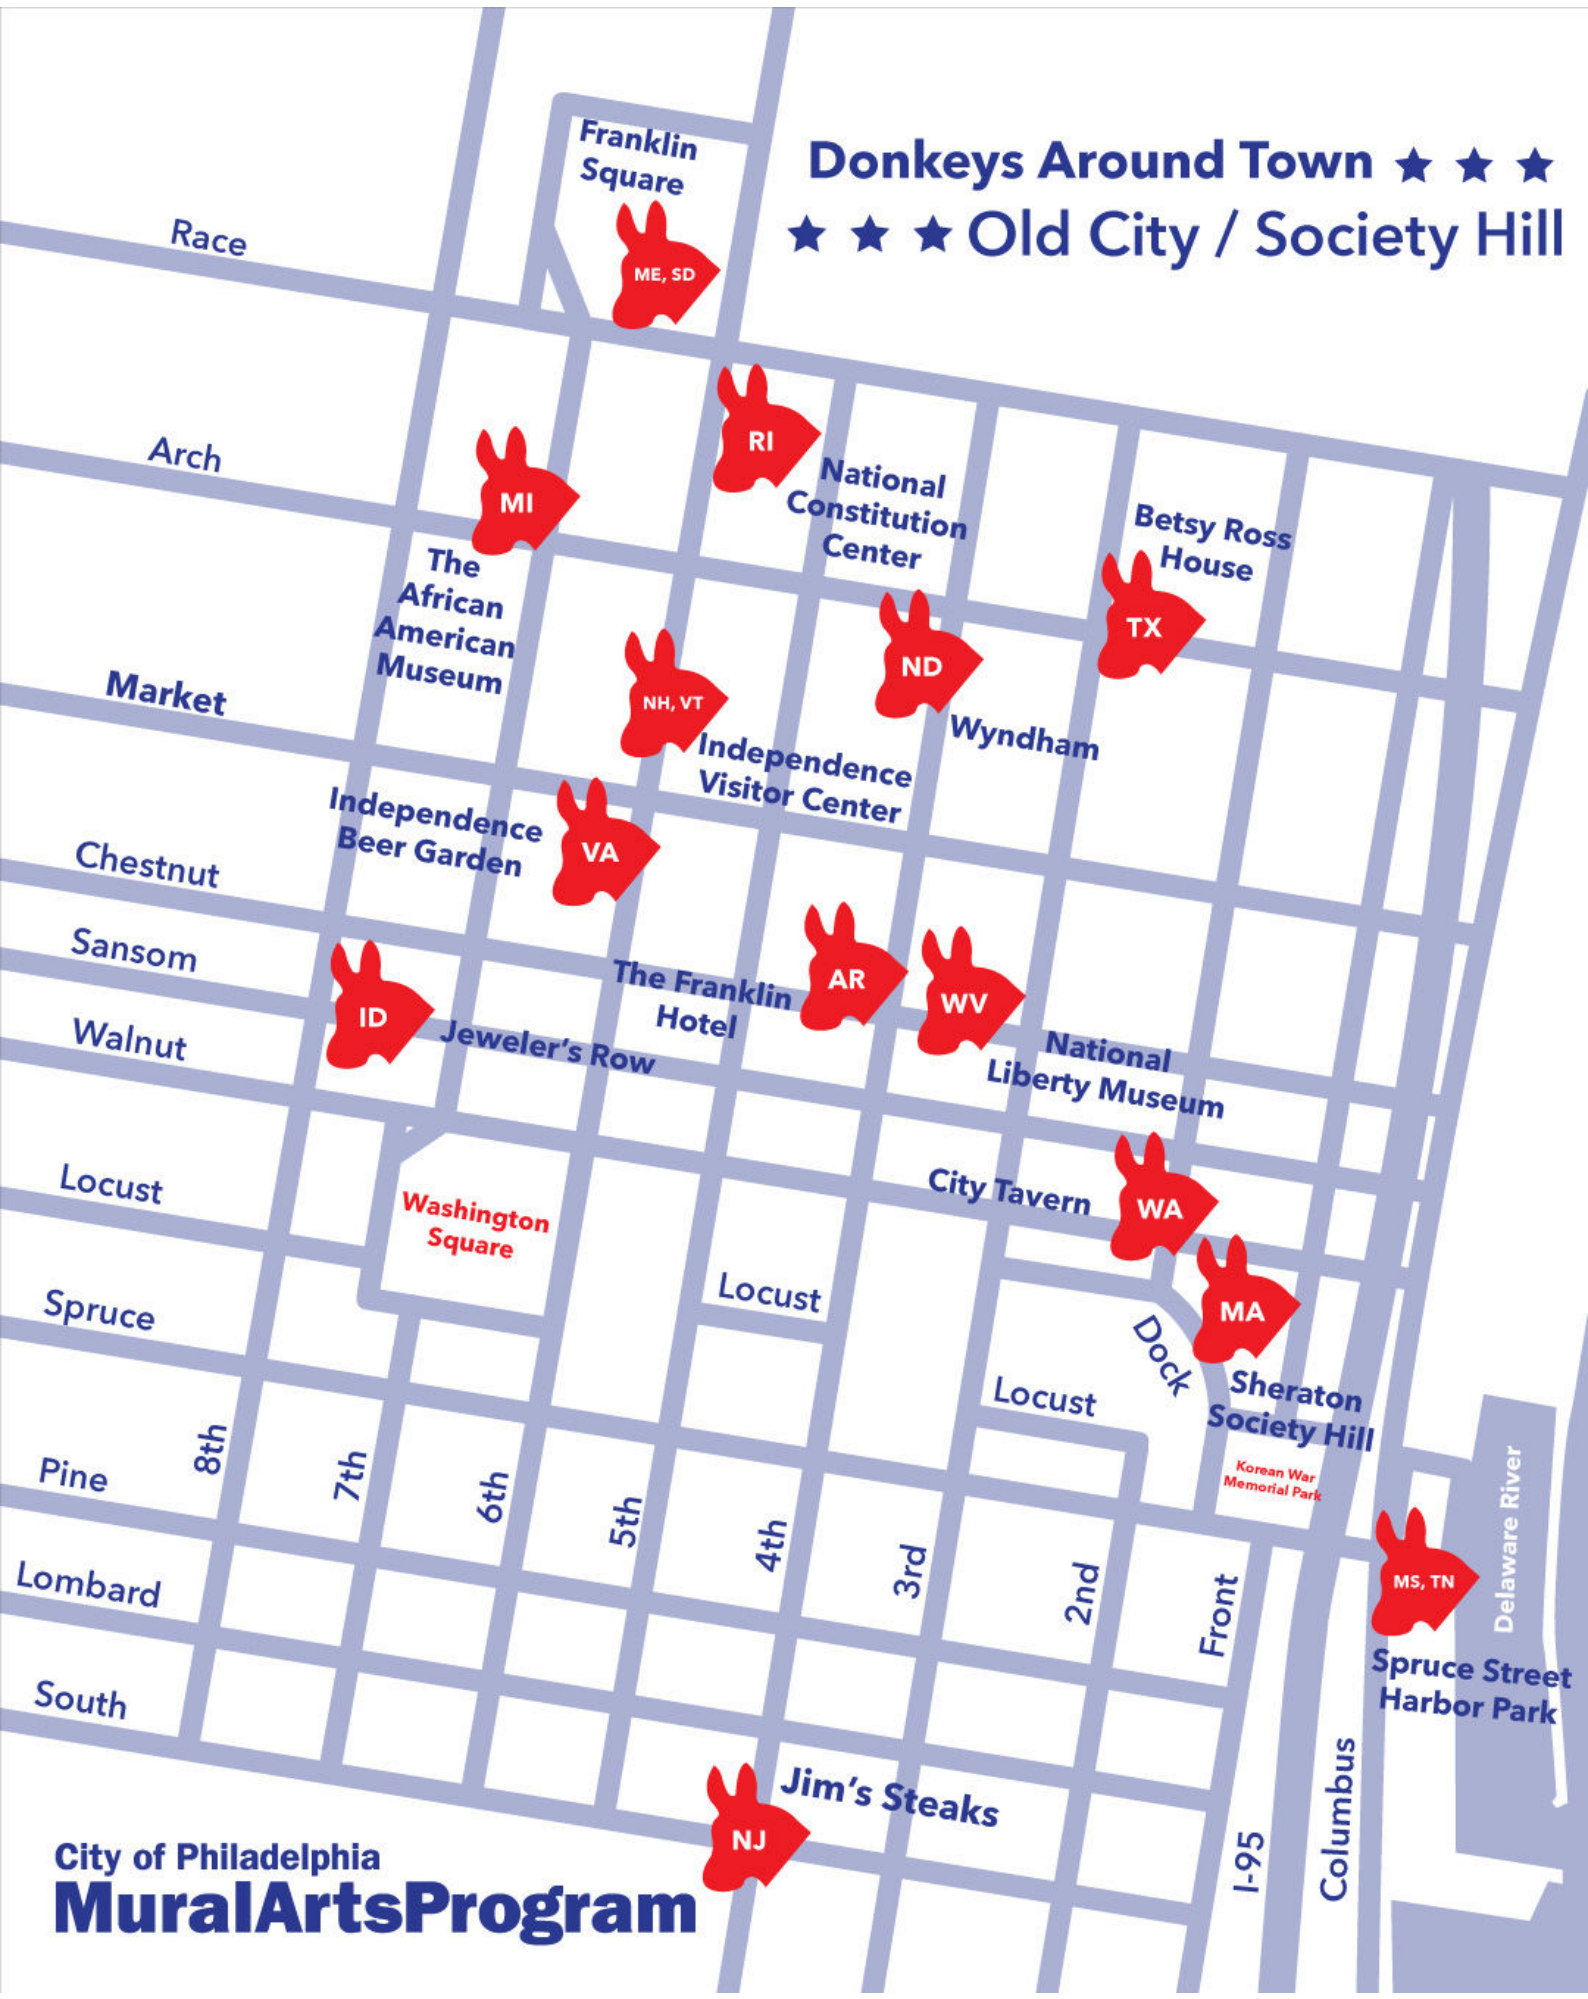 Donkeys Around Town
Old City / Society Hill
Franklin
Square
ME, SD
Race
RI
National
Constitution
Center
Arch
MI
The
African
American
Museum
Betsy Ross
House
TX
ND
Wyndham
NH, VT
Independence
Visitor Center
Market
Independence
Beer Garden
VA
Chestnut
Sansom
ID
Jeweler's Row
The Franklin
Hotel
AR
WV
National
Liberty Museum
Walnut
City Tavern
WA
Washington
Square
Locust
Locust
MA
Dock
Sheraton
Society Hill
Locust
Spruce
Korean War
Memorial Park
8th
7th
6th
5th
4th
3rd
2nd
Front
Delaware River
MS, TN
Spruce Street
Harbor Park
Pine
Lombard
South
NJ
Jim's Steaks
I-95
Columbus
City of Philadelphia
MuralArtsProgram